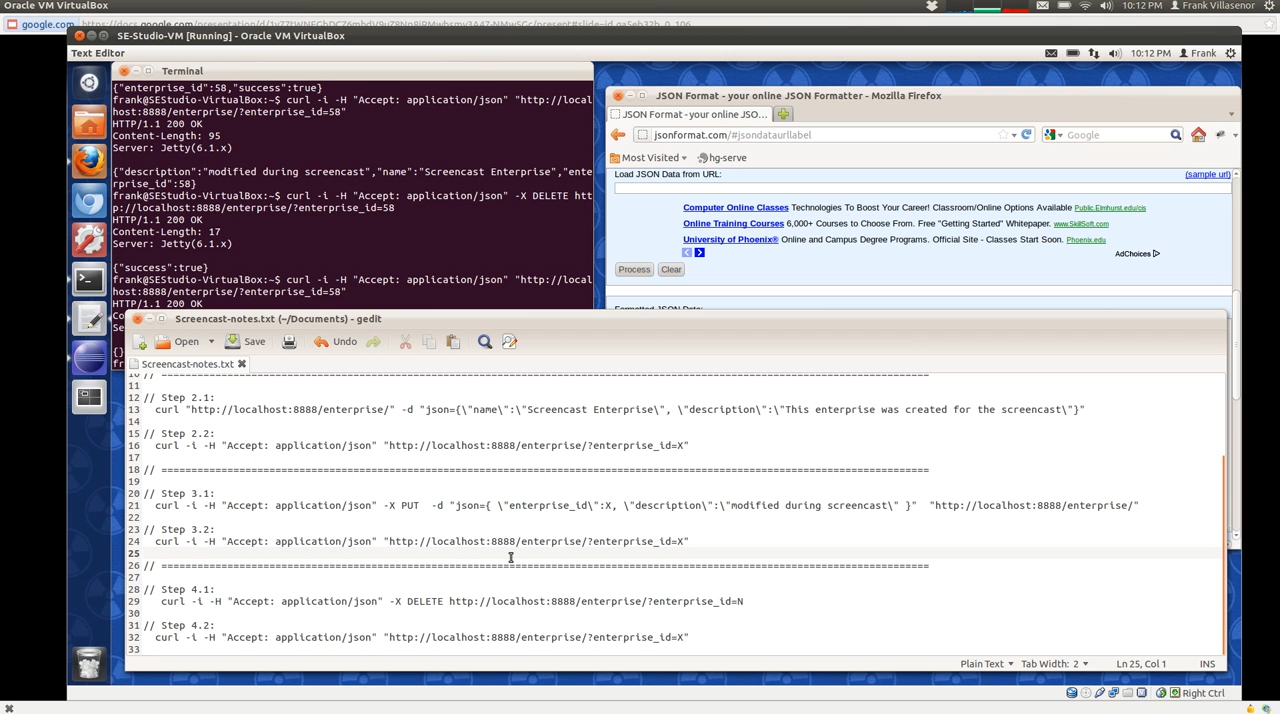 Oracle VM VirtualBox
10:12 PM Frank Villasenor
google.com
SE-Studio-VM [Running] - Oracle VM VirtualBox
Text Editor
10:12 PM Frank
Terminal
{"enterprise_id":58,"success":true}
frank@SEStudio-VirtualBox:~$ curl -i -H "Accept: application/json" "http://local
host:8888/enterprise/?enterprise_id=58"
HTTP/1.1 200 OK
Content-Length: 95
Server: Jetty(6.1.x)
{"description":"modified during screencast","name":"Screencast Enterprise","ente
rprise_id":58}
frank@SEStudio-VirtualBox:~$ curl -i -H "Accept: application/json" -X DELETE htt
p://localhost:8888/enterprise/?enterprise_id=58
HTTP/1.1 200 OK
Content-Length: 17
Server: Jetty(6.1.x)
{"success":true}
frank@SEStudio-VirtualBox:~$ curl -i -H "Accept: application/json" "http://local
host:8888/enterprise/?enterprise_id=58"
HTTP/1.1 200 OK
JSON Format - your online JSON Formatter - Mozilla Firefox
JSON Format - your online JSO...
jsonformat.com/#jsondataurllabel
Google
Most Visited hg-serve
Load JSON Data from URL: (sample url)
Computer Online Classes Technologies To Boost Your Career! Classroom/Online Options Available Public.Elmhurst.edu/cis
Online Training Courses 6,000+ Courses to Choose From. Free "Getting Started" Whitepaper. www.SkillSoft.com
University of Phoenix® Online and Campus Degree Programs. Official Site - Classes Start Soon. Phoenix.edu
AdChoices
Process Clear
Screencast-notes.txt (~/Documents) - gedit
Open Save Undo
Screencast-notes.txt
10 // ================================================================================
11
12 // Step 2.1:
13 curl "http://localhost:8888/enterprise/" -d "json={\"name\":\"Screencast Enterprise\", \"description\":\"This enterprise was created for the screencast\"}"
14
15 // Step 2.2:
16 curl -i -H "Accept: application/json" "http://localhost:8888/enterprise/?enterprise_id=X"
17
18 // ================================================================================
19
20 // Step 3.1:
21 curl -i -H "Accept: application/json" -X PUT -d "json={ \"enterprise_id\":X, \"description\":\"modified during screencast\" }" "http://localhost:8888/enterprise/"
22
23 // Step 3.2:
24 curl -i -H "Accept: application/json" "http://localhost:8888/enterprise/?enterprise_id=X"
25
26 // ================================================================================
27
28 // Step 4.1:
29 curl -i -H "Accept: application/json" -X DELETE http://localhost:8888/enterprise/?enterprise_id=N
30
31 // Step 4.2:
32 curl -i -H "Accept: application/json" "http://localhost:8888/enterprise/?enterprise_id=X"
33
Plain Text Tab Width: 2 Ln 25, Col 1 INS
Right Ctrl